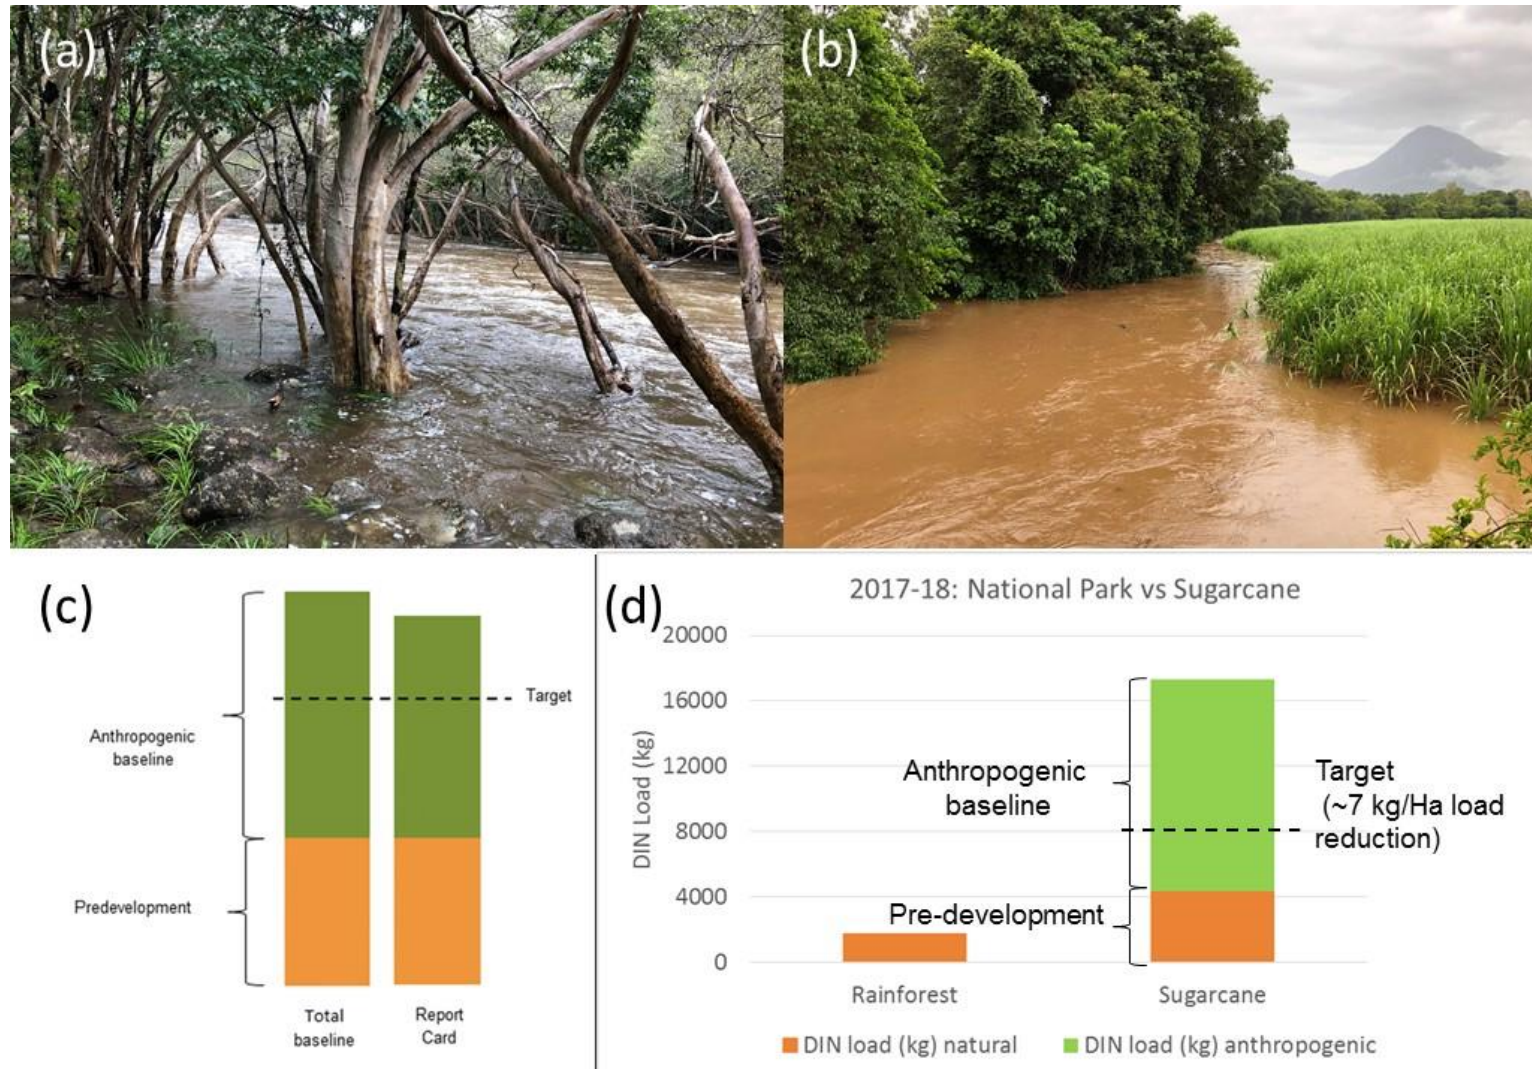 (a)
(b)
(c)
Anthropogenic
baseline
Predevelopment
Target
Total
baseline
Report
Card
(d)
2017-18: National Park vs Sugarcane
DIN Load (kg)
20000
16000
12000
8000
4000
0
Anthropogenic
baseline
Pre-development
Target
(~7 kg/Ha load
reduction)
Rainforest
Sugarcane
DIN load (kg) natural
DIN load (kg) anthropogenic